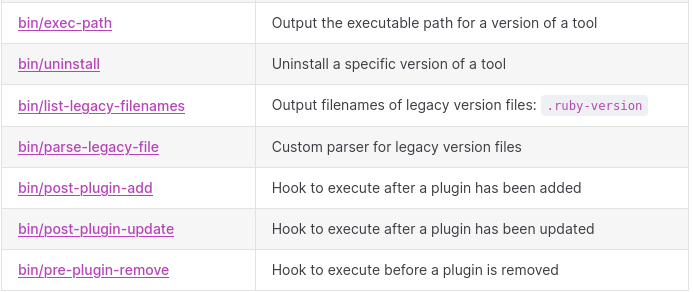 bin/exec-path Output the executable path for a version of a tool
bin/uninstall Uninstall a specific version of a tool
bin/list-legacy-filenames Output filenames of legacy version files: .ruby-version
bin/parse-legacy-file Custom parser for legacy version files
bin/post-plugin-add Hook to execute after a plugin has been added
bin/post-plugin-update Hook to execute after a plugin has been updated
bin/pre-plugin-remove Hook to execute before a plugin is removed